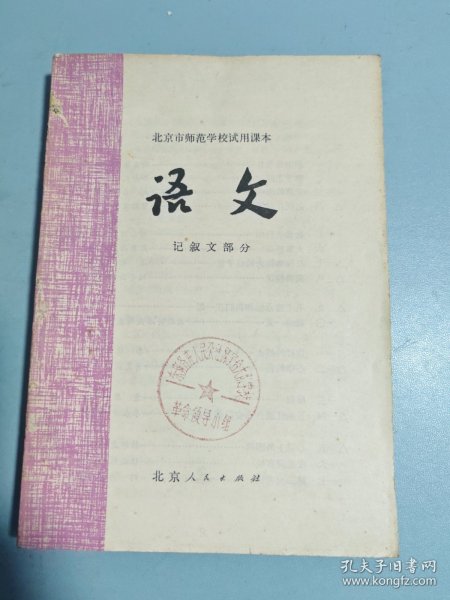 北京市师范学校试用课本
语文
记叙文部分
革命领导小组
北京人民出版社
孔夫子旧书网
www.kongfz.com